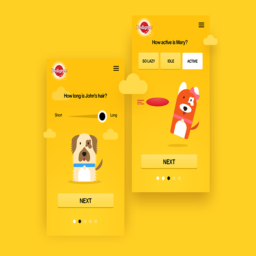 How long is John's hair?
Short
Long
NEXT
How active is Mary?
SO LAZY
IDLE
ACTIVE
NEXT